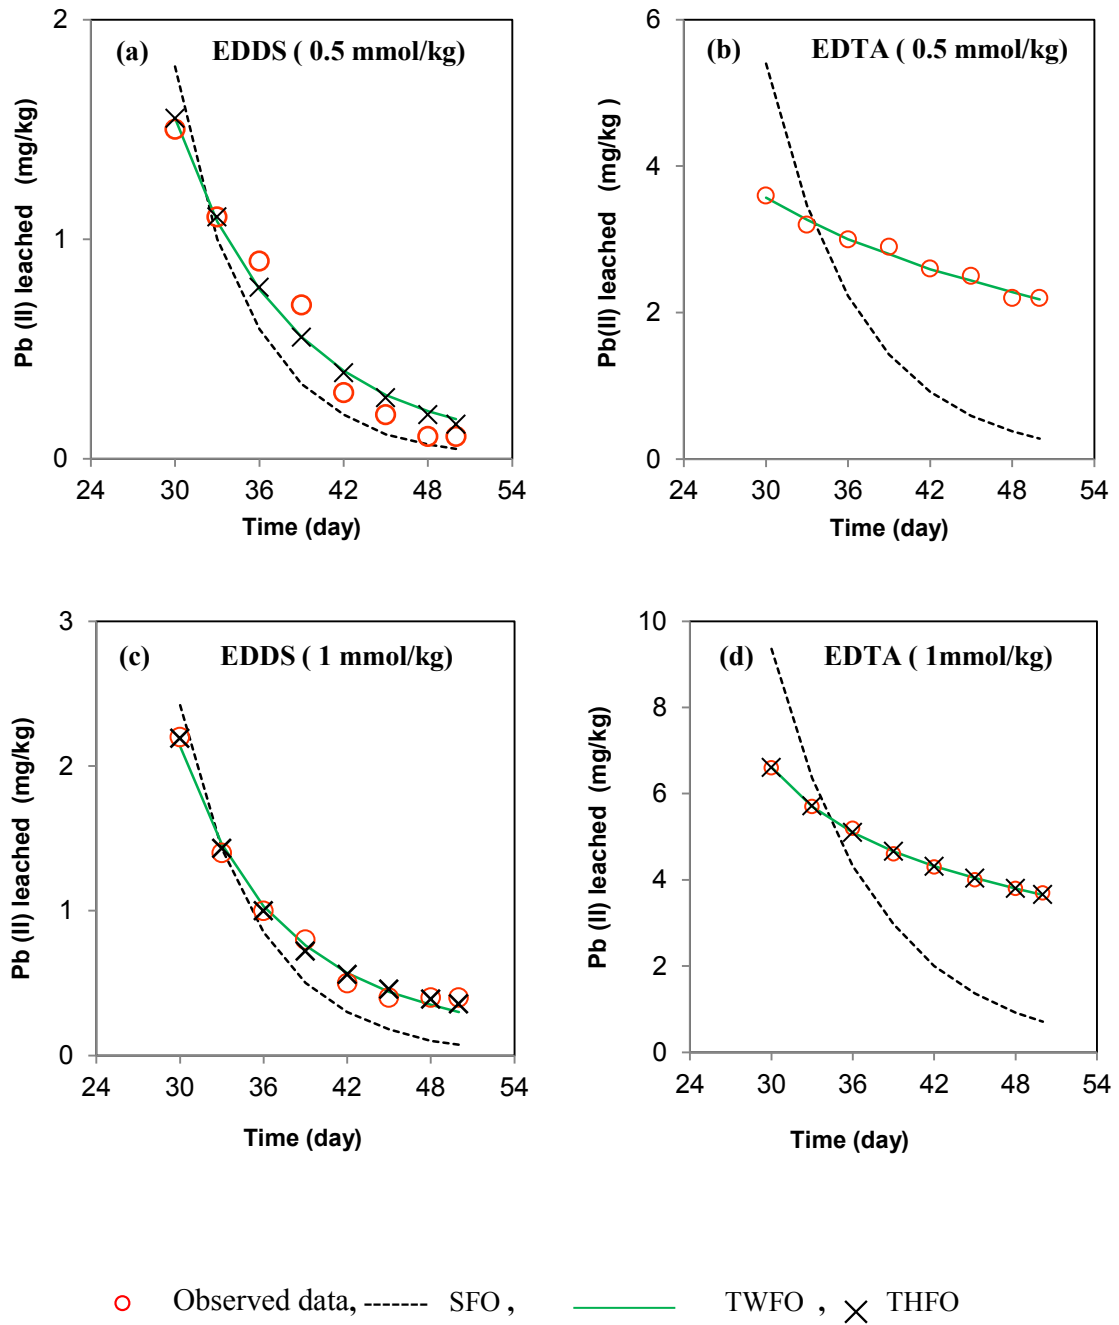 (a) EDDS ( 0.5 mmol/kg)
Pb (II) leached (mg/kg)
2
1
0
24 30 36 42 48 54
Time (day)
(b) EDTA ( 0.5 mmol/kg)
Pb(II) leached (mg/kg )
6
4
2
0
24 30 36 42 48 54
Time (day)
(c) EDDS ( 1 mmol/kg)
Pb (II) leached (mg/kg)
3
2
1
0
24 30 36 42 48 54
Time (day)
(d) EDTA ( 1mmol/kg)
Pb (II) leached (mg/kg)
10
8
6
4
2
0
24 30 36 42 48 54
Time (day)
Observed data, SFO , TWFO , THFO